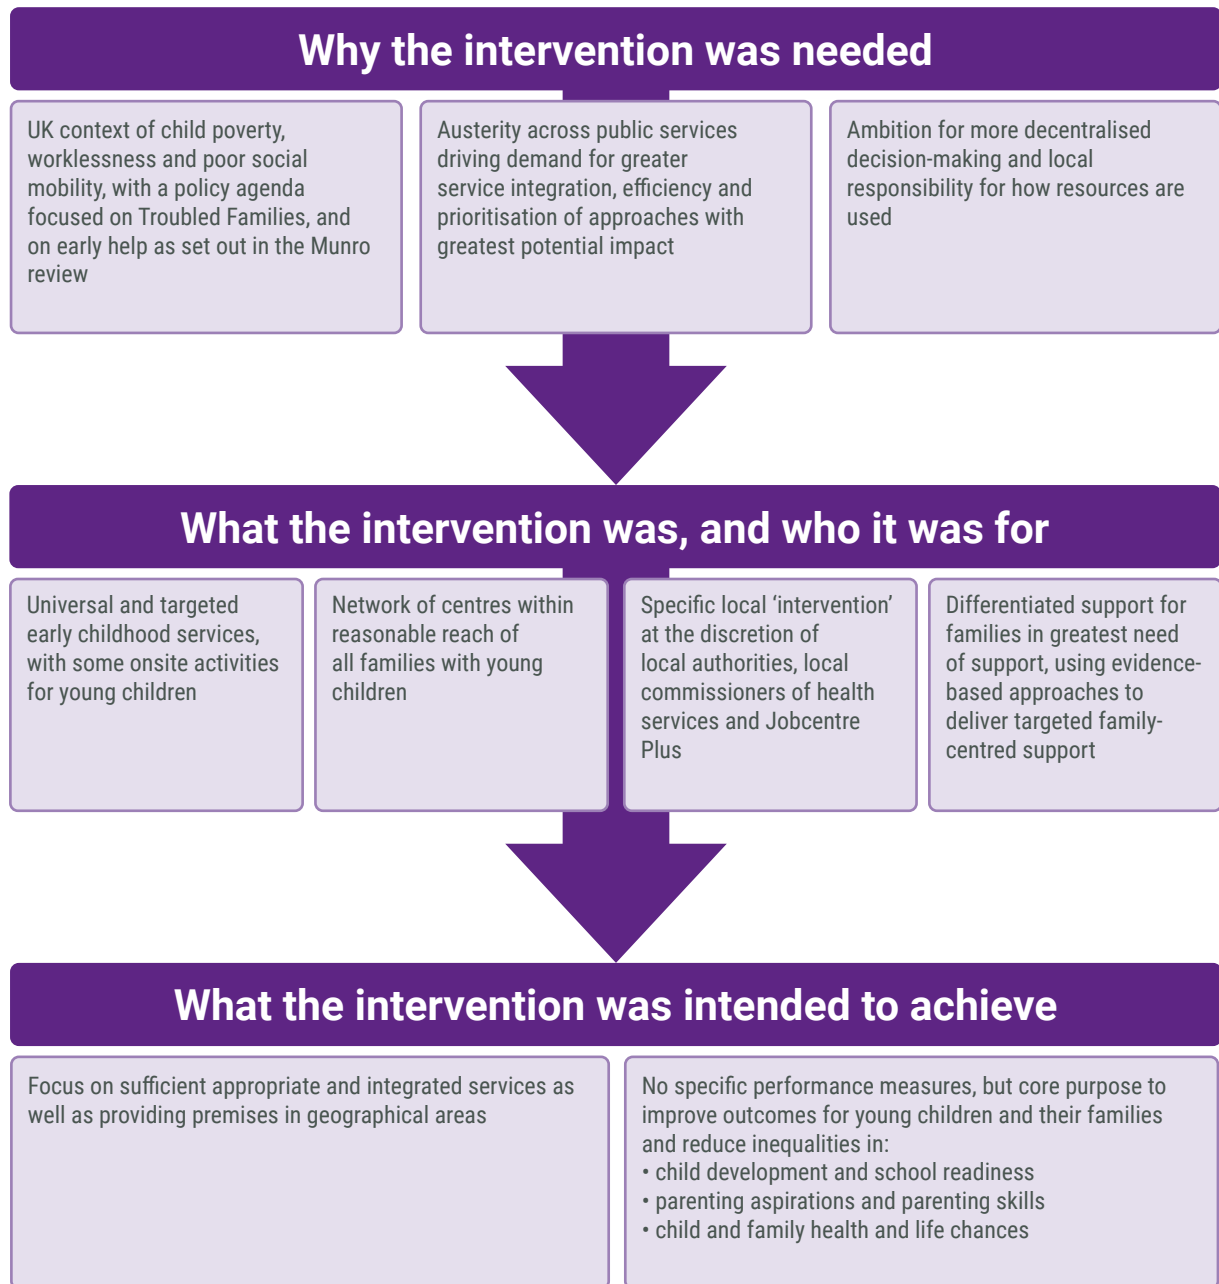 Why the intervention was needed
UK context of child poverty,
worklessness and poor social
mobility, with a policy agenda
focused on Troubled Families, and
on early help as set out in the Munro
review
Austerity across public services
driving demand for greater
service integration, efficiency and
prioritisation of approaches with
greatest potential impact
Ambition for more decentralised
decision-making and local
responsibility for how resources are
used
What the intervention was, and who it was for
Universal and targeted
early childhood services,
with some onsite activities
for young children
Network of centres within
reasonable reach of
all families with young
children
Specific local ‘intervention’
at the discretion of
local authorities, local
commissioners of health
services and Jobcentre
Plus
Differentiated support for
families in greatest need
of support, using evidence-
based approaches to
deliver targeted family-
centred support
What the intervention was intended to achieve
Focus on sufficient appropriate and integrated services as
well as providing premises in geographical areas
No specific performance measures, but core purpose to
improve outcomes for young children and their families
and reduce inequalities in:
• child development and school readiness
• parenting aspirations and parenting skills
• child and family health and life chances